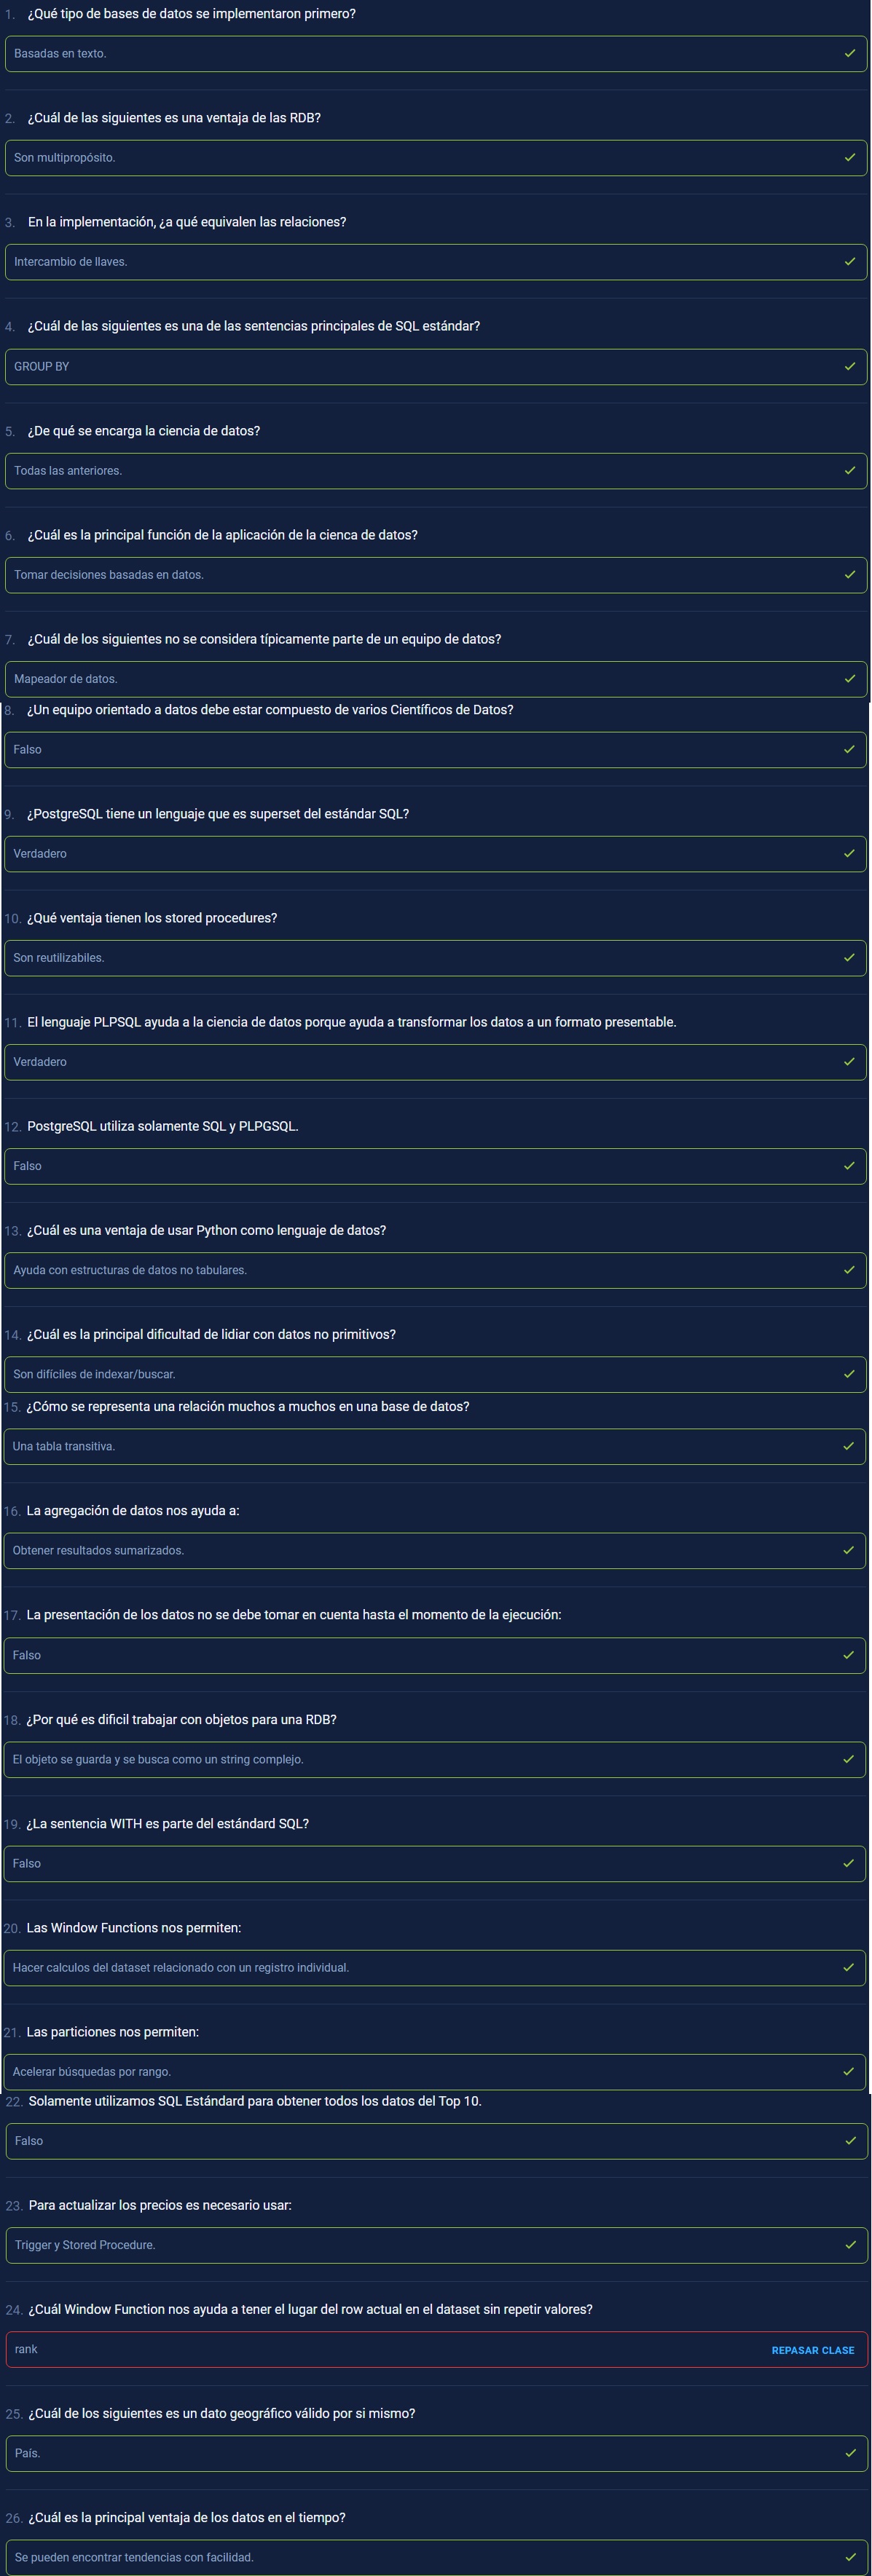 1. ¿Qué tipo de bases de datos se implementaron primero?
Basadas en texto.
2. ¿Cuál de las siguientes es una ventaja de las RDB?
Son multipropósito.
3. En la implementación, ¿a qué equivalen las relaciones?
Intercambio de llaves.
4. ¿Cuál de las siguientes es una de las sentencias principales de SQL estándar?
GROUP BY
5. ¿De qué se encarga la ciencia de datos?
Todas las anteriores.
6. ¿Cuál es la principal función de la aplicación de la cienca de datos?
Tomar decisiones basadas en datos.
7. ¿Cuál de los siguientes no se considera típicamente parte de un equipo de datos?
Mapeador de datos.
8. ¿Un equipo orientado a datos debe estar compuesto de varios Científicos de Datos?
Falso
9. ¿PostgreSQL tiene un lenguaje que es superset del estándar SQL?
Verdadero
10. ¿Qué ventaja tienen los stored procedures?
Son reutilizabiles.
11. El lenguaje PLPSQL ayuda a la ciencia de datos porque ayuda a transformar los datos a un formato presentable.
Verdadero
12. PostgreSQL utiliza solamente SQL y PLPGSQL.
Falso
13. ¿Cuál es una ventaja de usar Python como lenguaje de datos?
Ayuda con estructuras de datos no tabulares.
14. ¿Cuál es la principal dificultad de lidiar con datos no primitivos?
Son difíciles de indexar/buscar.
15. ¿Cómo se representa una relación muchos a muchos en una base de datos?
Una tabla transitiva.
16. La agregación de datos nos ayuda a:
Obtener resultados sumarizados.
17. La presentación de los datos no se debe tomar en cuenta hasta el momento de la ejecución:
Falso
18. ¿Por qué es dificil trabajar con objetos para una RDB?
El objeto se guarda y se busca como un string complejo.
19. ¿La sentencia WITH es parte del estándard SQL?
Falso
20. Las Window Functions nos permiten:
Hacer calculos del dataset relacionado con un registro individual.
21. Las particiones nos permiten:
Acelerar búsquedas por rango.
22. Solamente utilizamos SQL Estándard para obtener todos los datos del Top 10.
Falso
23. Para actualizar los precios es necesario usar:
Trigger y Stored Procedure.
24. ¿Cuál Window Function nos ayuda a tener el lugar del row actual en el dataset sin repetir valores?
rank REPASAR CLASE
25. ¿Cuál de los siguientes es un dato geográfico válido por si mismo?
País.
26. ¿Cuál es la principal ventaja de los datos en el tiempo?
Se pueden encontrar tendencias con facilidad.